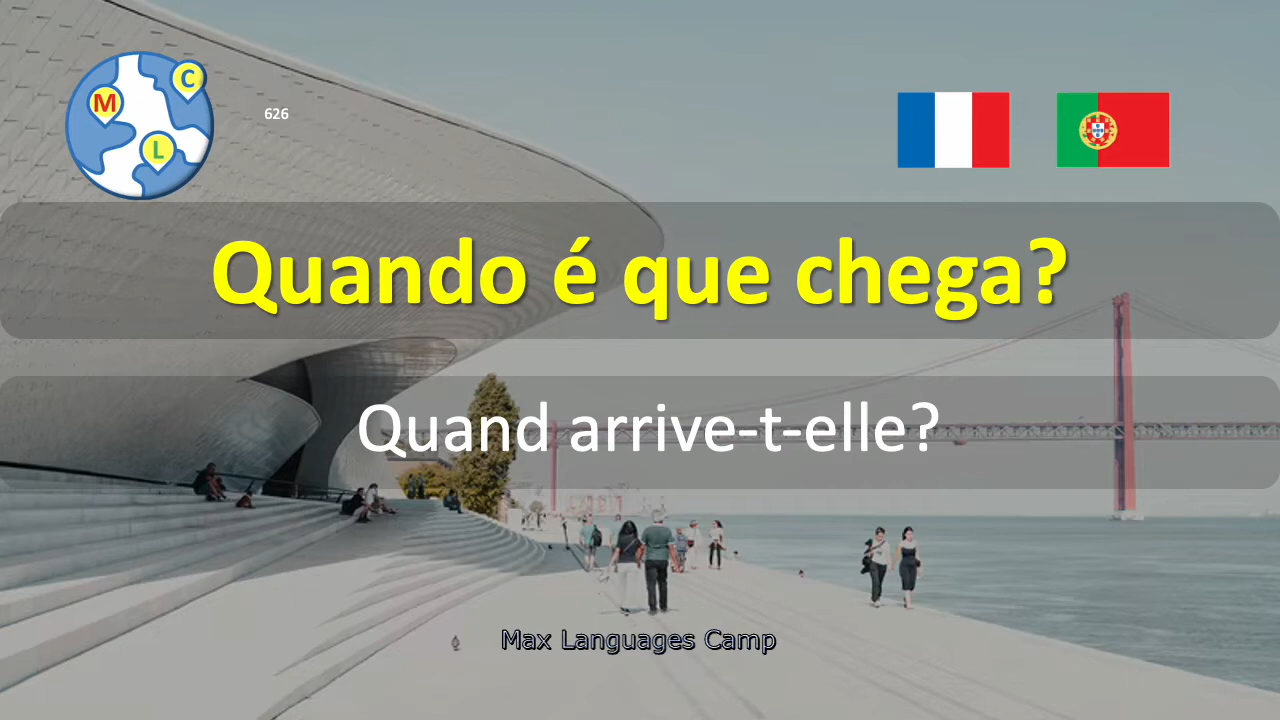 M
C
L
626
Quando é que chega?
Quand arrive-t-elle?
Max Languages Camp